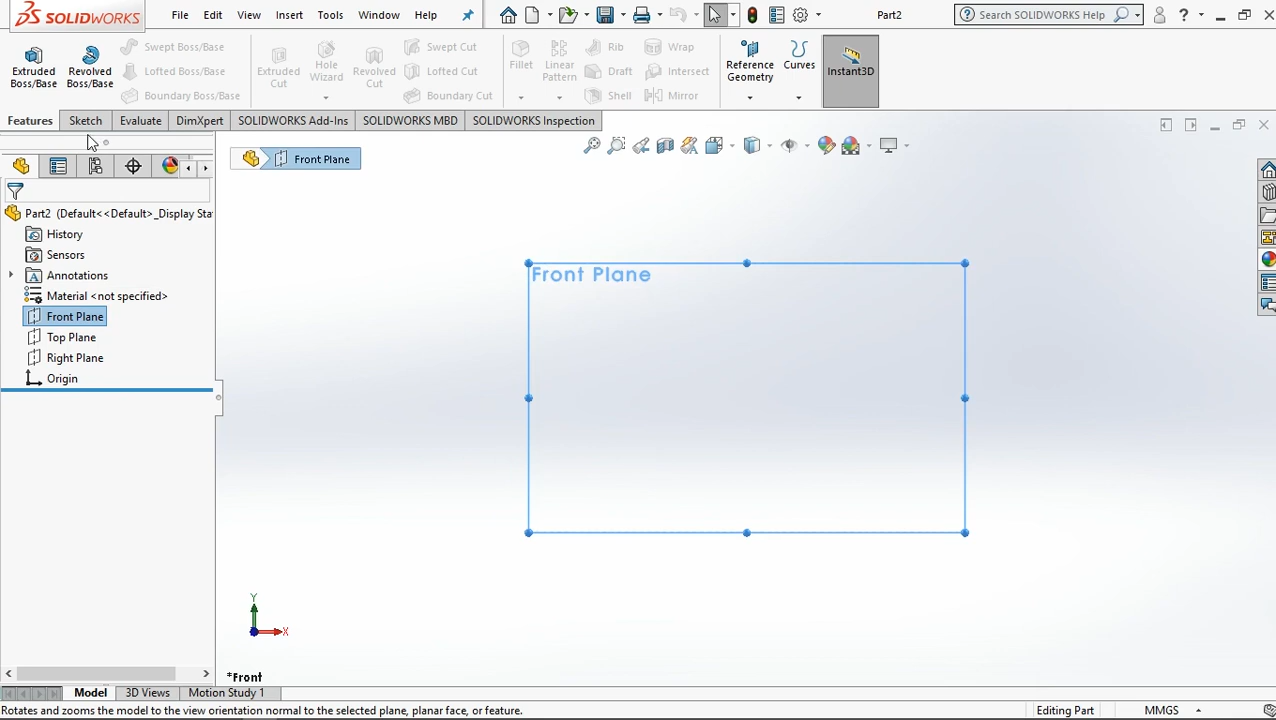 SOLIDWORKS File Edit View Insert Tools Window Help Part2 Search SOLIDWORKS Help ?
Extruded Boss/Base
Revolved Boss/Base
Swept Boss/Base
Lofted Boss/Base
Boundary Boss/Base
Extruded Cut
Hole Wizard
Revolved Cut
Swept Cut
Lofted Cut
Boundary Cut
Fillet
Linear Pattern
Rib
Draft
Shell
Wrap
Intersect
Mirror
Reference Geometry
Curves
Instant3D
Features Sketch Evaluate DimXpert SOLIDWORKS Add-Ins SOLIDWORKS MBD SOLIDWORKS Inspection
Front Plane
Part2 (Default<<Default>_Display Sta
History
Sensors
Annotations
Material <not specified>
Front Plane
Top Plane
Right Plane
Origin
Front Plane
Y
X
*Front
Model 3D Views Motion Study 1
Rotates and zooms the model to the view orientation normal to the selected plane, planar face, or feature. Editing Part MMGS